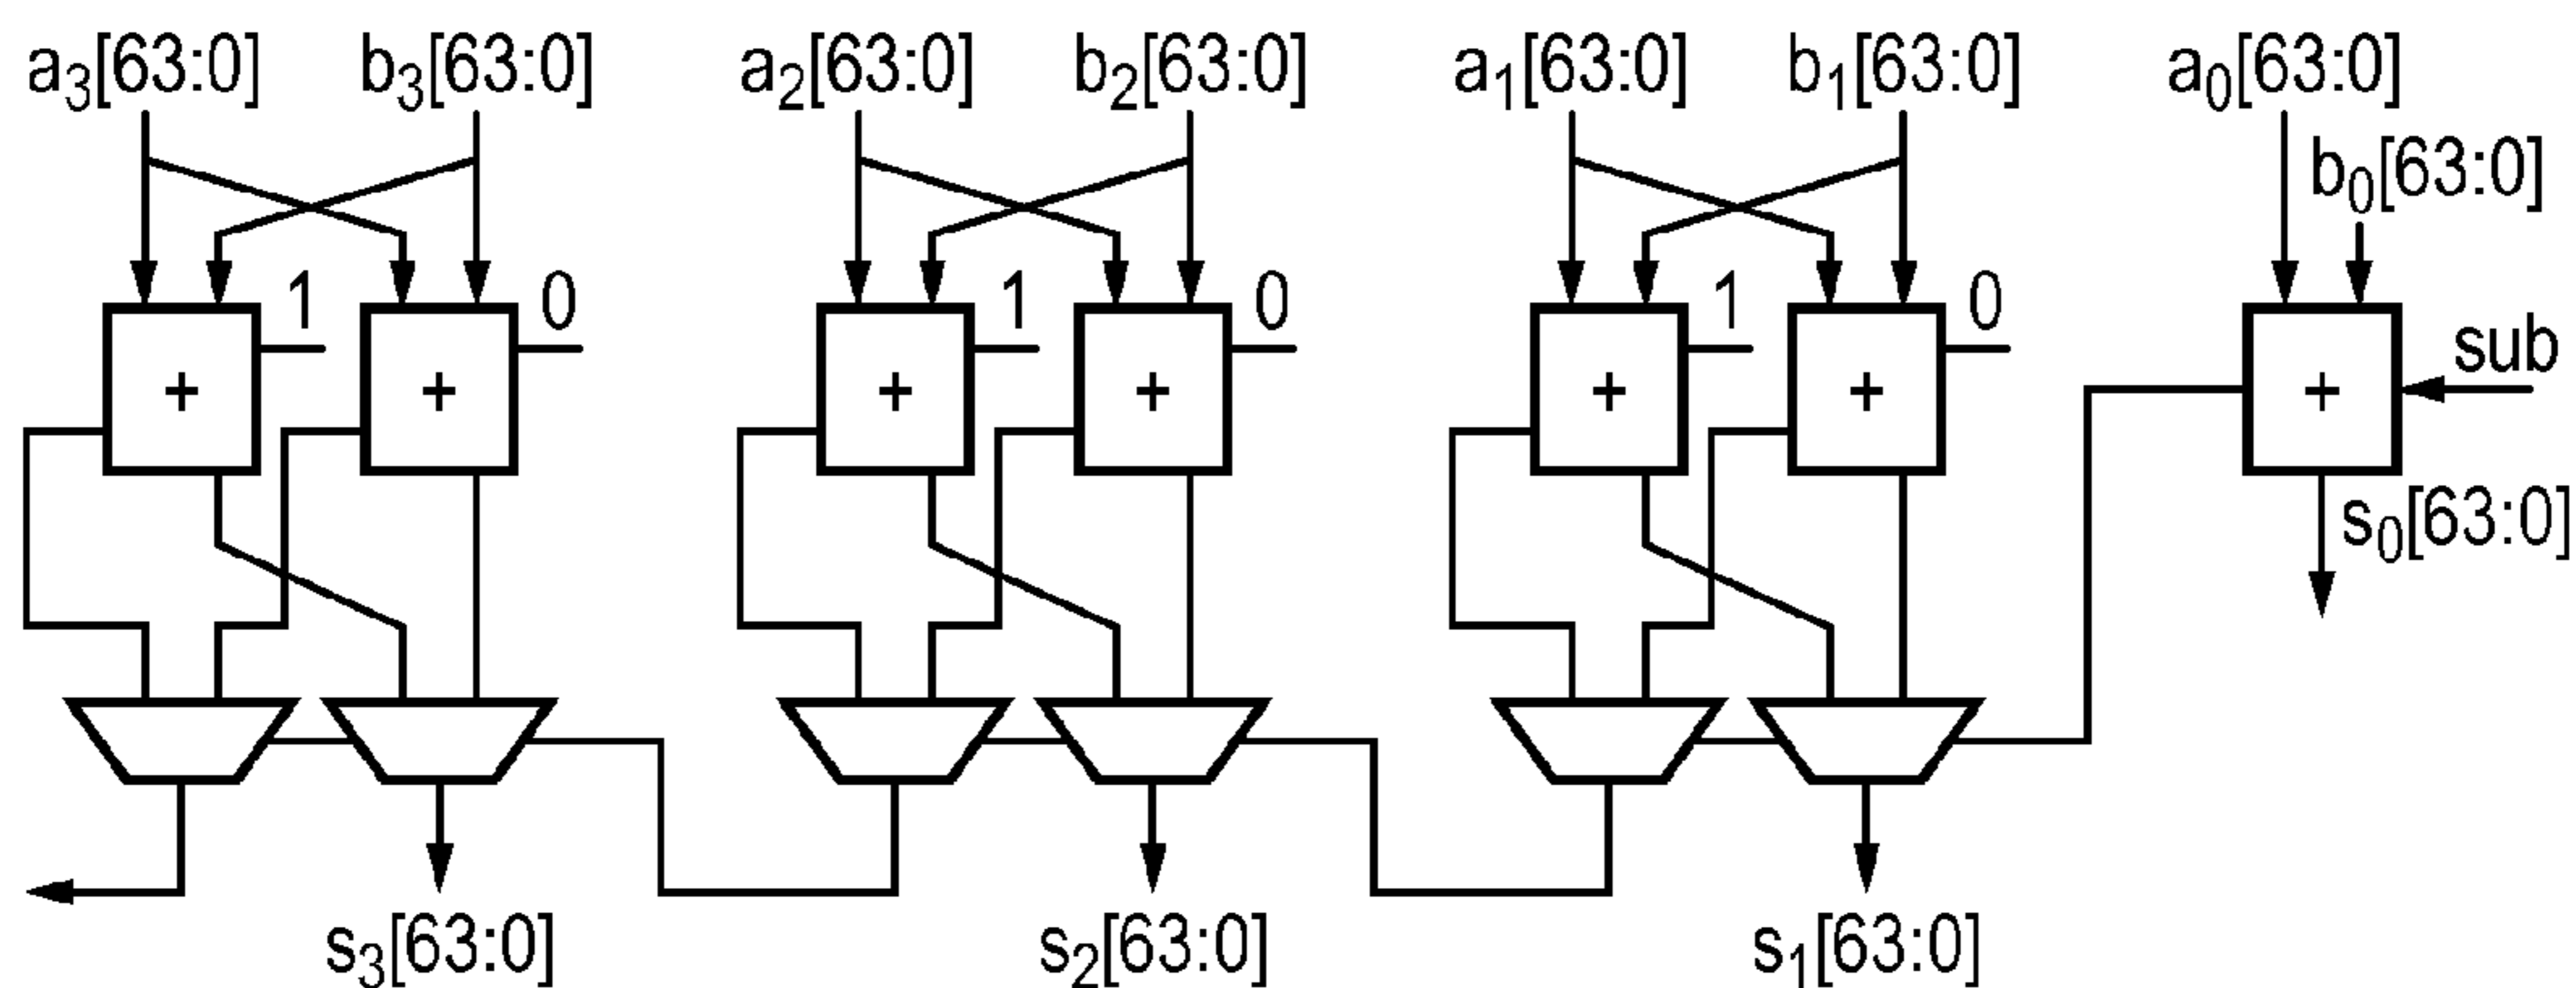 a₃[63:0] b₃[63:0] a₂[63:0] b₂[63:0] a₁[63:0] b₁[63:0] a₀[63:0]
b₀[63:0]
1 0 1 0 1 0
sub
+ + + + + + +
s₀[63:0]
s₃[63:0] s₂[63:0] s₁[63:0]